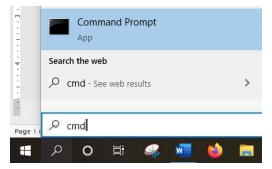 Command Prompt
App
Search the web
cmd - See web results
cmd
Page 1